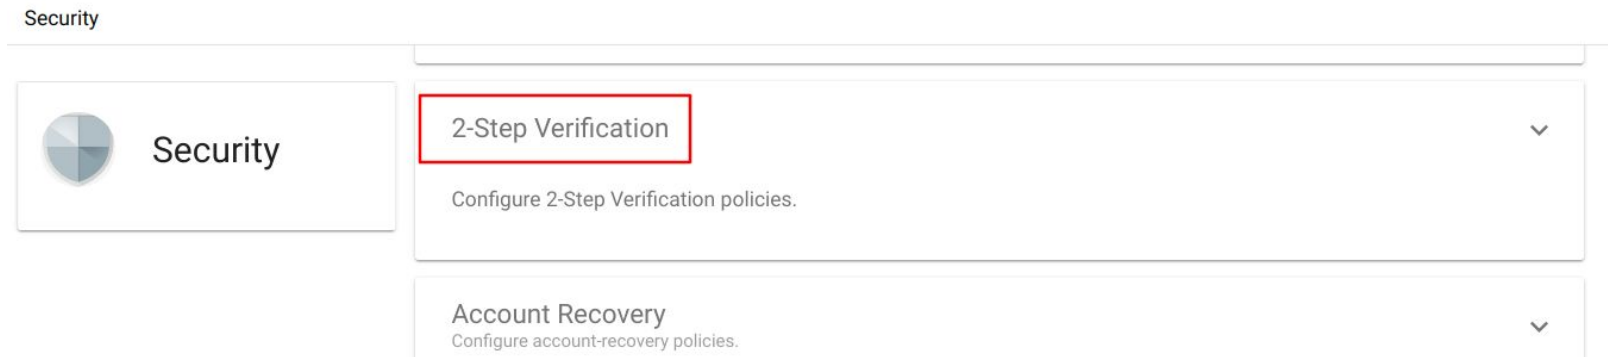 Security
Security
2-Step Verification
Configure 2-Step Verification policies.
Account Recovery
Configure account-recovery policies.